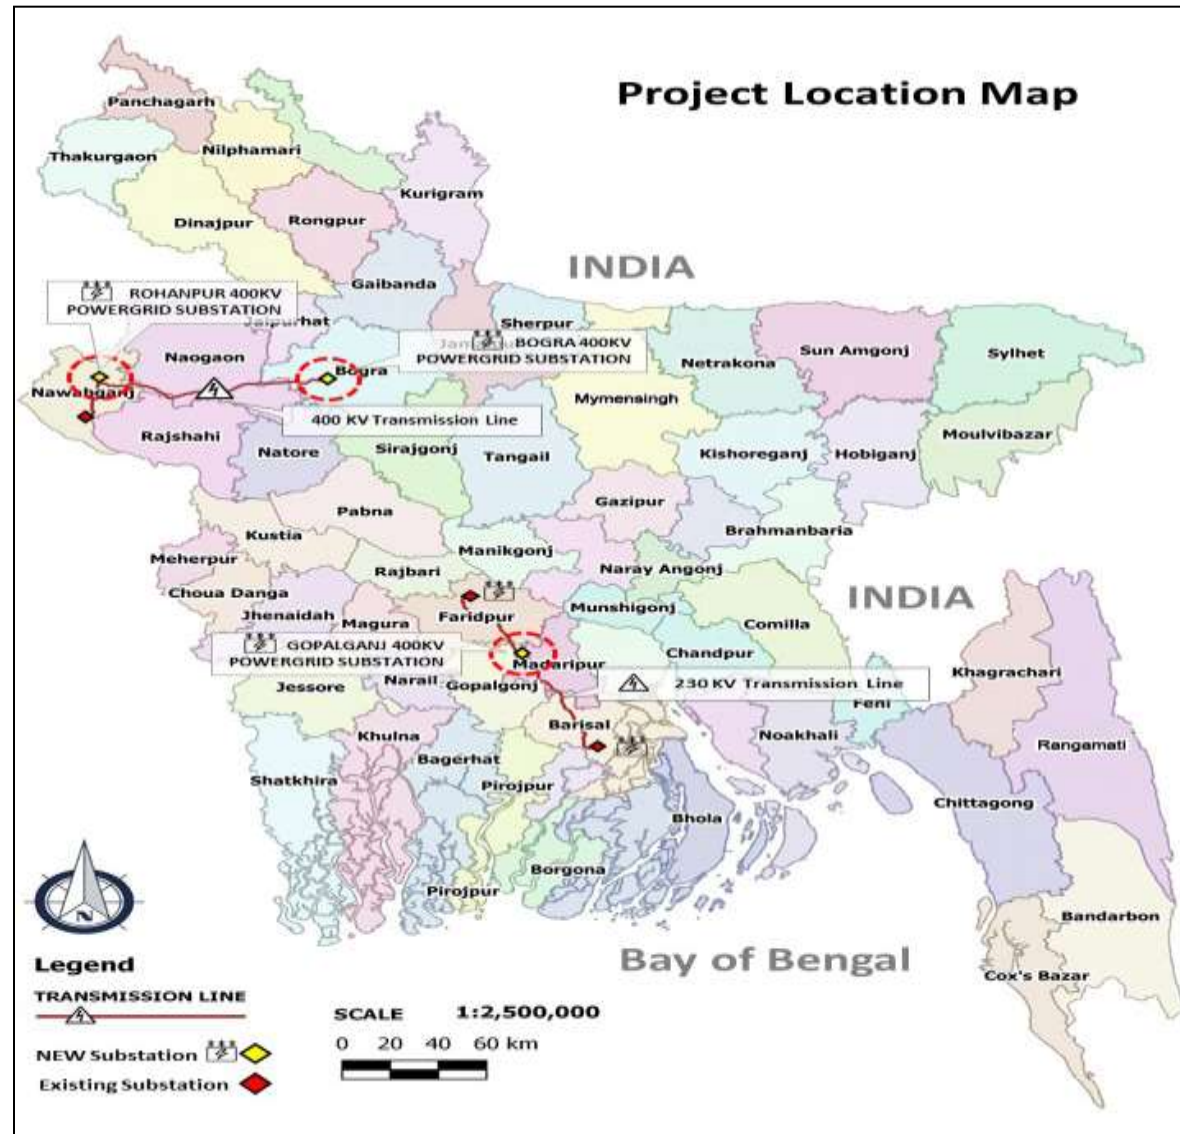 Project Location Map
Panchagarh
Thakurgaon
Nilphamari
Kurigram
Dinajpur
Rongpur
INDIA
Gaibanda
ROHANPUR 400KV
POWERGRID SUBSTATION
Sherpur
BOGRA 400KV
POWERGRID SUBSTATION
Naogaon
Bogra
Netrakona
Sun Amgonj
Sylhet
Nawabganj
Mymensingh
400 KV Transmission Line
Rajshahi
Natore
Sirajgonj
Tangail
Kishoreganj
Hobiganj
Moulvibazar
Gazipur
Pabna
Kustia
Brahmanbaria
Meherpur
Manikgonj
Rajbari
Naray Angonj
Choua Danga
INDIA
Jhenaidah
Magura
Faridpur
Munshigonj
Comilla
GOPALGANJ 400KV
POWERGRID SUBSTATION
Madaripur
Chandpur
Khagrachari
Jessore
Narail
Gopalgonj
230 KV Transmission Line
Feni
Barisal
Khulna
Noakhali
Rangamati
Bagerhat
Shatkhira
Pirojpur
Chittagong
Bhola
Borgona
Pirojpur
Bandarbon
Bay of Bengal
Cox's Bazar
N
Legend
TRANSMISSION LINE
NEW Substation
Existing Substation
SCALE 1:2,500,000
0 20 40 60 km